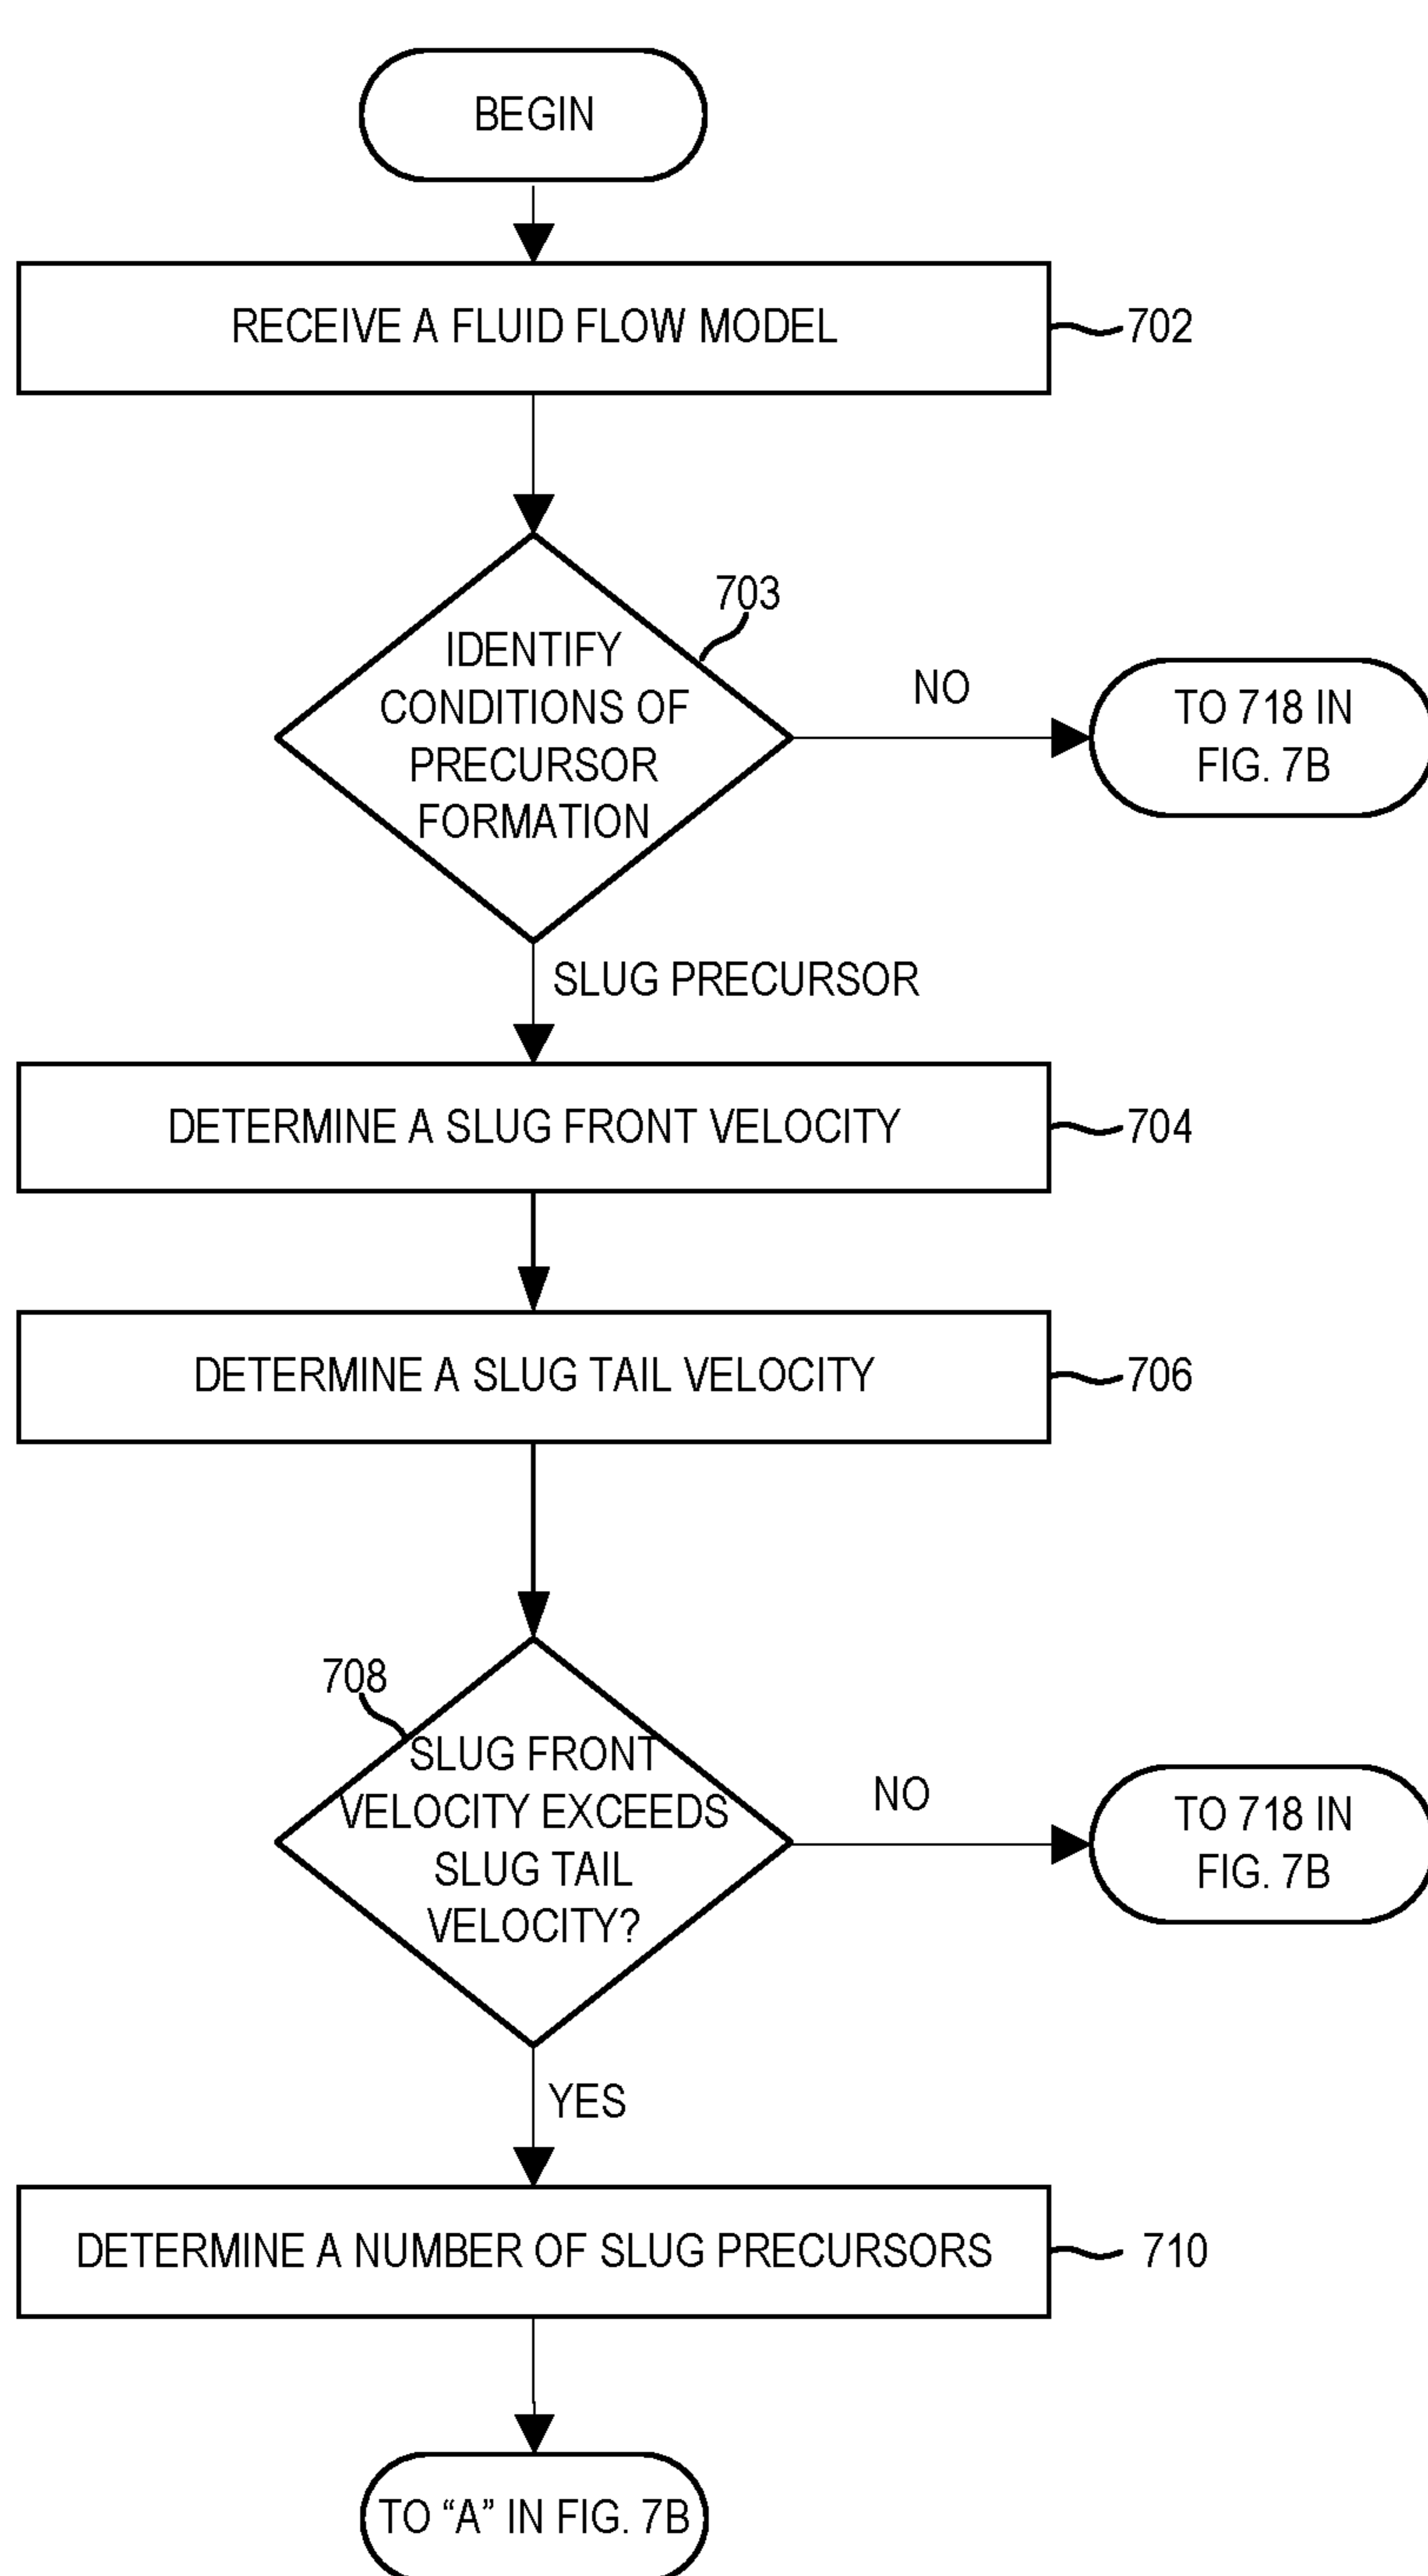 BEGIN
RECEIVE A FLUID FLOW MODEL
702
703
IDENTIFY
CONDITIONS OF
PRECURSOR
FORMATION
NO
TO 718 IN
FIG. 7B
SLUG PRECURSOR
DETERMINE A SLUG FRONT VELOCITY
704
DETERMINE A SLUG TAIL VELOCITY
706
708
SLUG FRONT
VELOCITY EXCEEDS
SLUG TAIL
VELOCITY?
NO
TO 718 IN
FIG. 7B
YES
DETERMINE A NUMBER OF SLUG PRECURSORS
710
TO “A” IN FIG. 7B